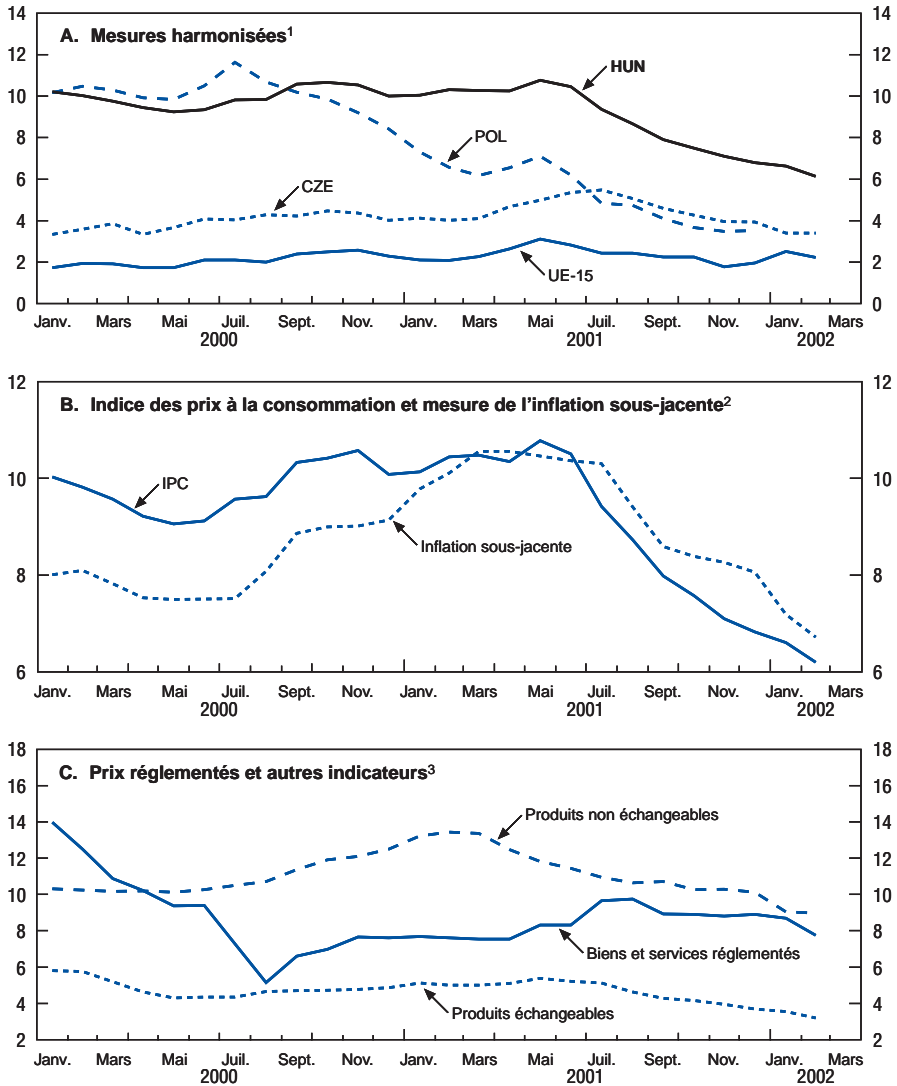 A. Mesures harmonisées1
14 14
12 12
HUN
10 10
8 8
POL
6 6
CZE
4 4
2 2
UE-15
0 0
Janv. Mars Mai Juil. Sept. Nov. Janv. Mars Mai Juil. Sept. Nov. Janv. Mars
2000 2001 2002
12 12
B. Indice des prix à la consommation et mesure de l'inflation sous-jacente2
10 10
IPC
Inflation sous-jacente
8 8
6 6
Janv. Mars Mai Juil. Sept. Nov. Janv. Mars Mai Juil. Sept. Nov. Janv. Mars
2000 2001 2002
18 18
C. Prix réglementés et autres indicateurs3
16 16
Produits non échangeables
14 14
12 12
10 10
8 8
Biens et services réglementés
6 6
4 4
Produits échangeables
2 2
Janv. Mars Mai Juil. Sept. Nov. Janv. Mars Mai Juil. Sept. Nov. Janv. Mars
2000 2001 2002